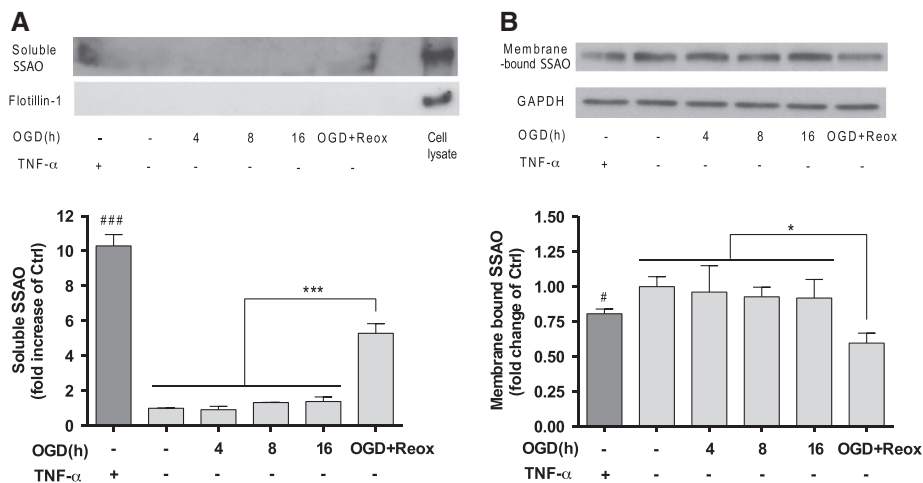 A
Soluble
SSAO
Flotillin-1
OGD(h) - - 4 8 16 OGD+Reox Cell
lysate
TNF-α + - - - - -
12
10
8
6
4
2
0
Soluble SSAO
(fold increase of Ctrl)
###
***
OGD(h) - - 4 8 16 OGD+Reox
TNF-α + - - - - -
B
Membrane
-bound SSAO
GAPDH
OGD(h) - - 4 8 16 OGD+Reox
TNF-α + - - - - -
1.50
1.25
1.00
0.75
0.50
0.25
0.00
Membrane bound SSAO
(fold change of Ctrl)
#
*
OGD(h) - - 4 8 16 OGD+Reox
TNF-α + - - - - -